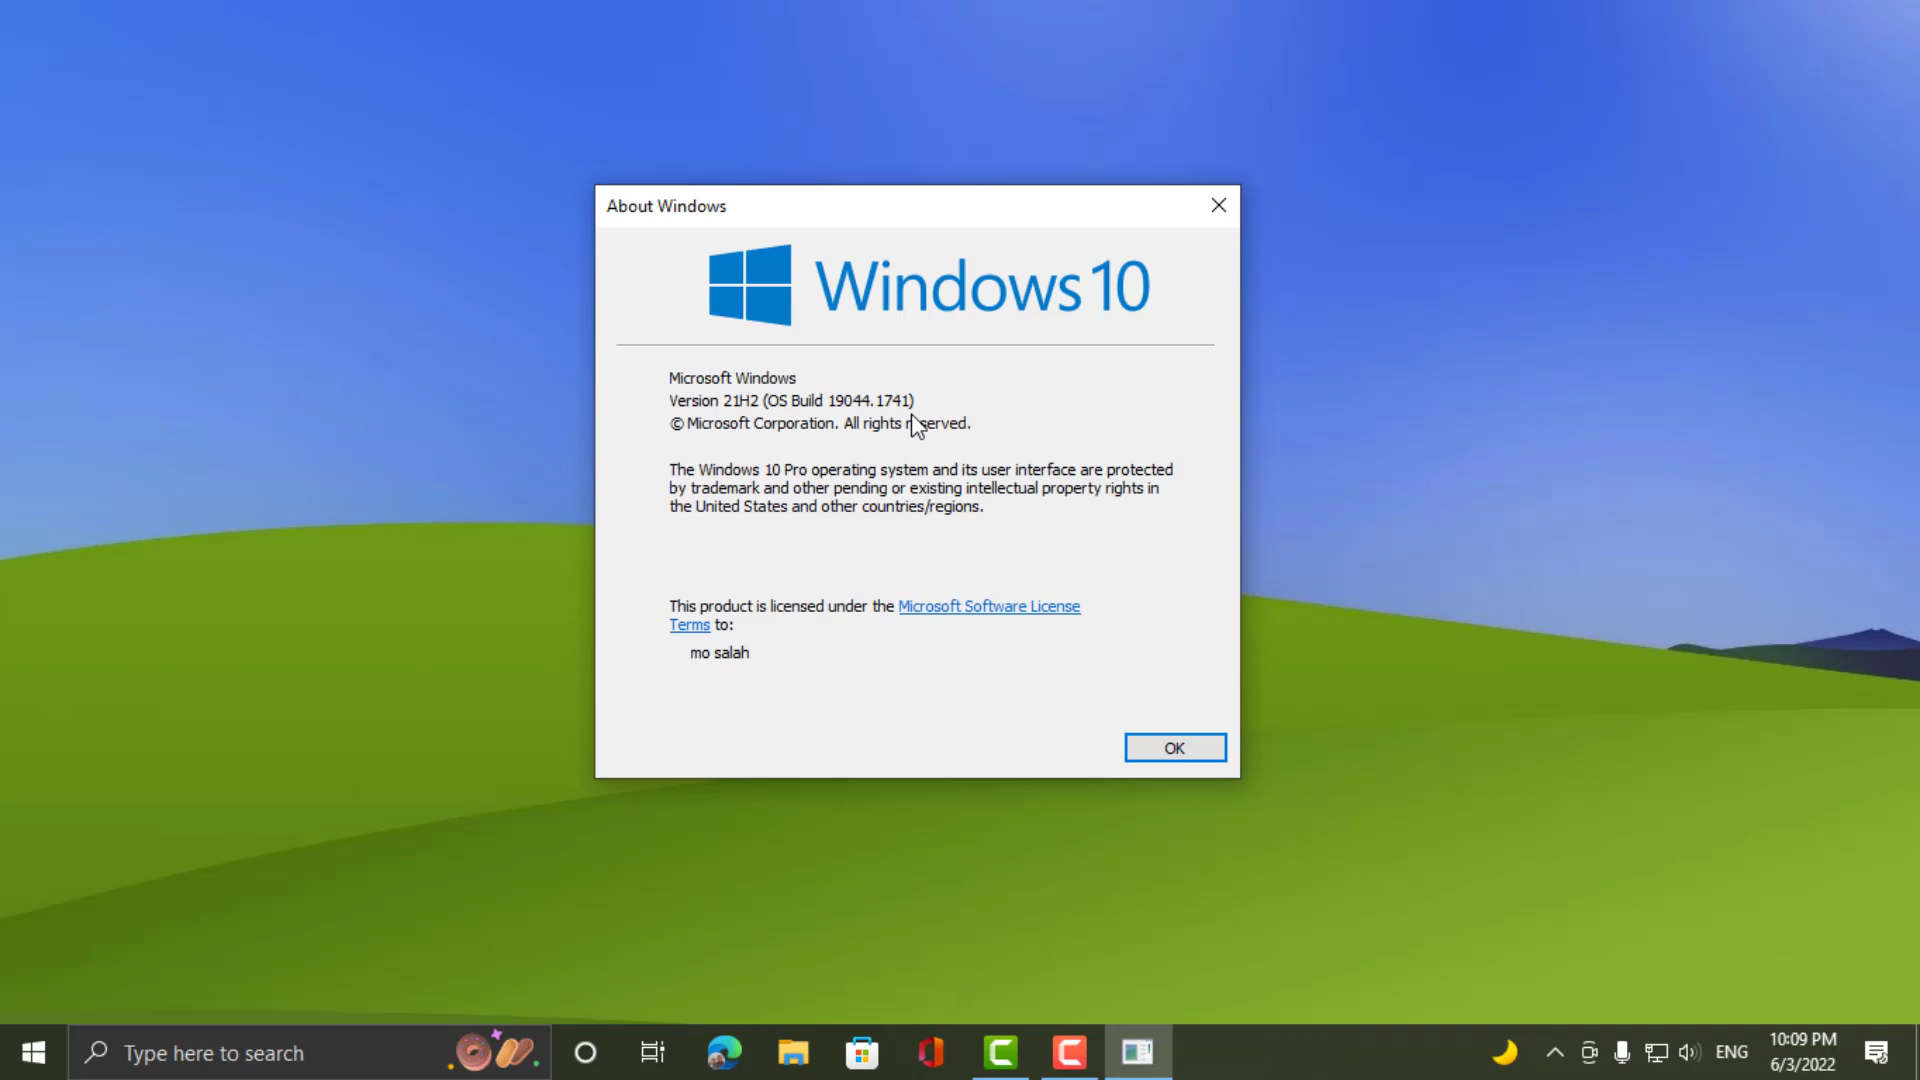 About Windows
Windows 10
Microsoft Windows
Version 21H2 (OS Build 19044.1741)
© Microsoft Corporation. All rights reserved.
The Windows 10 Pro operating system and its user interface are protected
by trademark and other pending or existing intellectual property rights in
the United States and other countries/regions.
This product is licensed under the Microsoft Software License
Terms to:
mo salah
OK
Type here to search
ENG
10:09 PM
6/3/2022